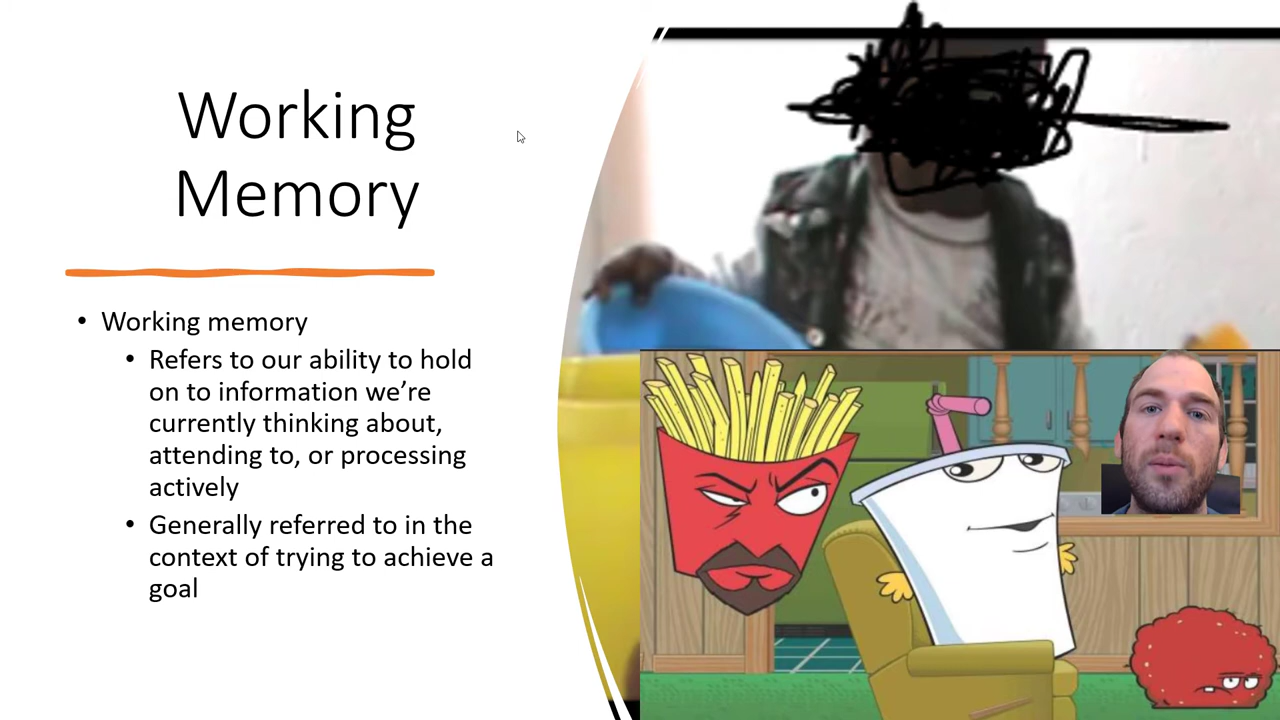 Working
Memory
• Working memory
• Refers to our ability to hold
on to information we’re
currently thinking about,
attending to, or processing
actively
• Generally referred to in the
context of trying to achieve a
goal